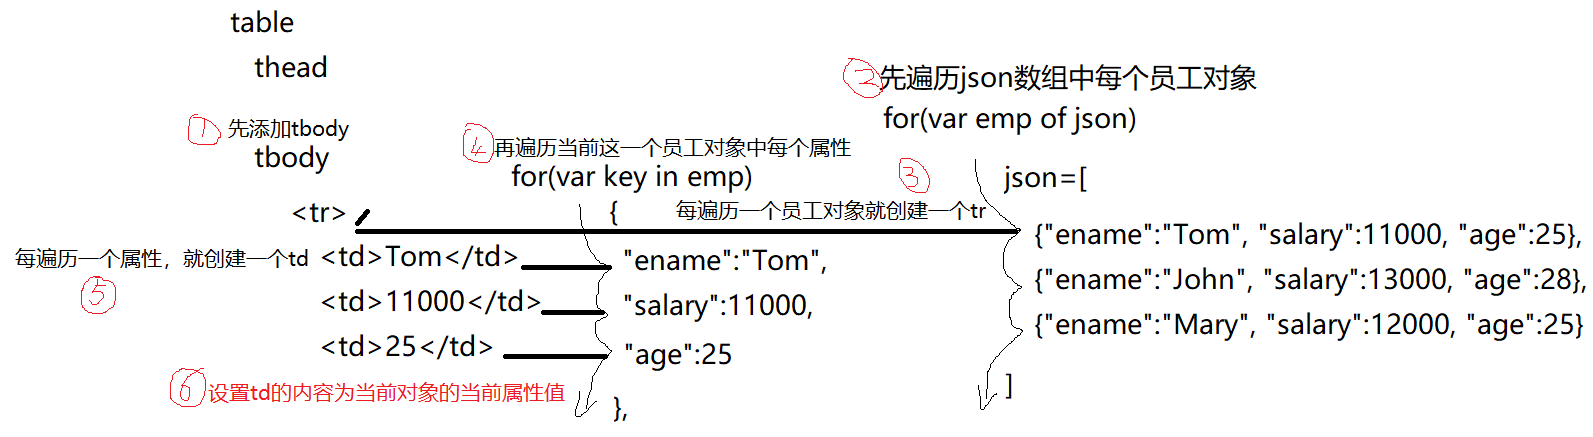 table
thead
② 先遍历json数组中每个员工对象
for(var emp of json)
① 先添加tbody
tbody
④ 再遍历当前这一个员工对象中每个属性
for(var key in emp)
③
json=[
<tr>
{
每遍历一个员工对象就创建一个tr
{"ename":"Tom", "salary":11000, "age":25},
每遍历一个属性，就创建一个td
<td>Tom</td>
"ename":"Tom",
{"ename":"John", "salary":13000, "age":28},
⑤
<td>11000</td>
"salary":11000,
{"ename":"Mary", "salary":12000, "age":25}
<td>25</td>
"age":25
]
⑥ 设置td的内容为当前对象的当前属性值
},